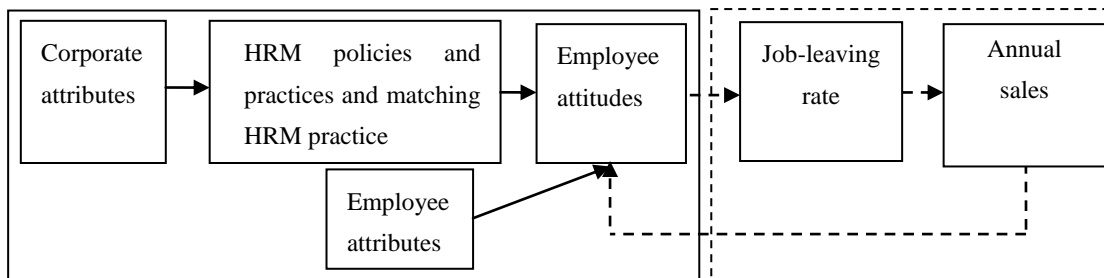 Corporate
attributes
HRM policies and
practices and matching
HRM practice
Employee
attitudes
Job-leaving
rate
Annual
sales
Employee
attributes